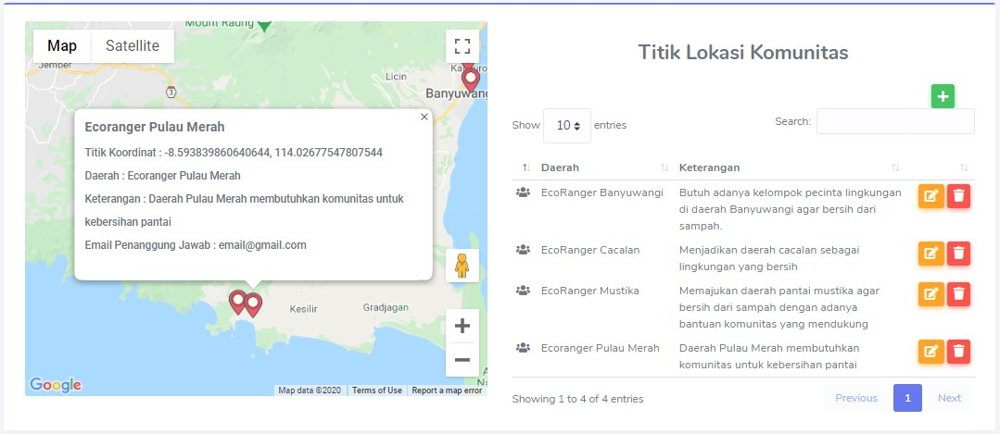 Mount Raung
Map
Satellite
Jember
3
Licin
Banyuwang
Ecoranger Pulau Merah
Titik Koordinat : -8.593839860640644, 114.02677547807544
Daerah : Ecoranger Pulau Merah
Keterangan : Daerah Pulau Merah membutuhkan komunitas untuk
kebersihan pantai
Email Penanggung Jawab : email@gmail.com
Kesilir
Gradjagan
Google
Map data ©2020
Terms of Use
Report a map error
Titik Lokasi Komunitas
Show 10 entries
Search:
Daerah
Keterangan
EcoRanger Banyuwangi
Butuh adanya kelompok pecinta lingkungan
di daerah Banyuwangi agar bersih dari
sampah.
EcoRanger Cacalan
Menjadikan daerah cacalan sebagai
lingkungan yang bersih
EcoRanger Mustika
Memajukan daerah pantai mustika agar
bersih dari sampah dengan adanya
bantuan komunitas yang mendukung
Ecoranger Pulau Merah
Daerah Pulau Merah membutuhkan
komunitas untuk kebersihan pantai
Showing 1 to 4 of 4 entries
Previous
1
Next